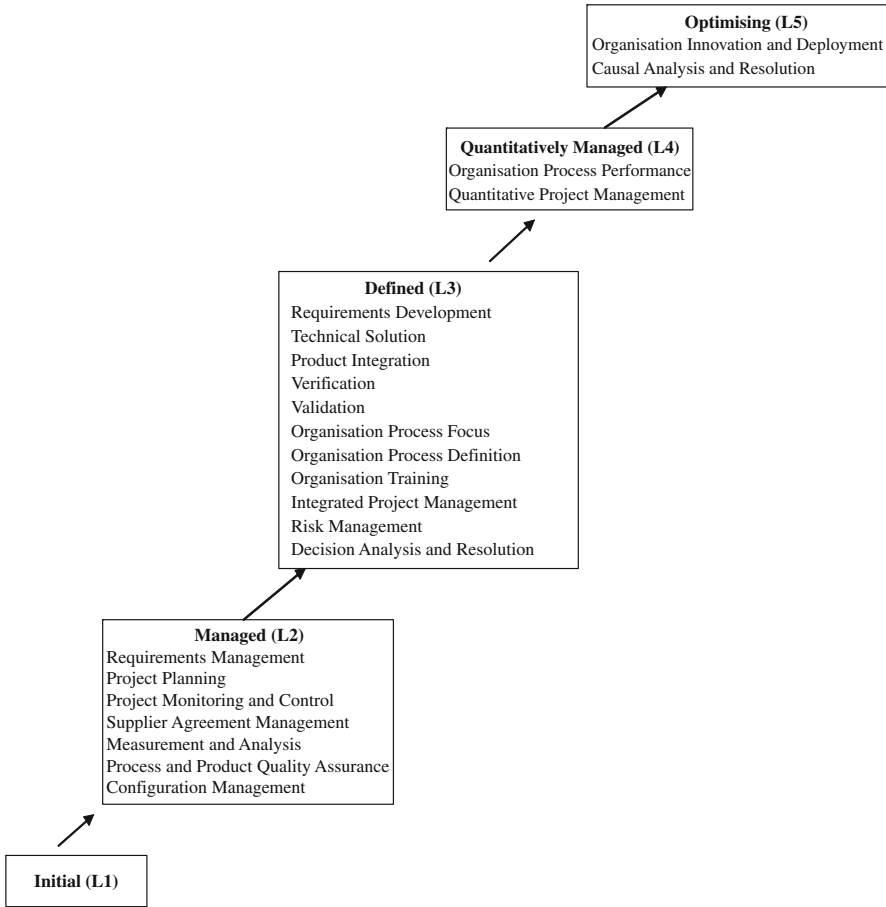 Optimising (L5)
Organisation Innovation and Deployment
Causal Analysis and Resolution
Quantitatively Managed (L4)
Organisation Process Performance
Quantitative Project Management
Defined (L3)
Requirements Development
Technical Solution
Product Integration
Verification
Validation
Organisation Process Focus
Organisation Process Definition
Organisation Training
Integrated Project Management
Risk Management
Decision Analysis and Resolution
Managed (L2)
Requirements Management
Project Planning
Project Monitoring and Control
Supplier Agreement Management
Measurement and Analysis
Process and Product Quality Assurance
Configuration Management
Initial (L1)